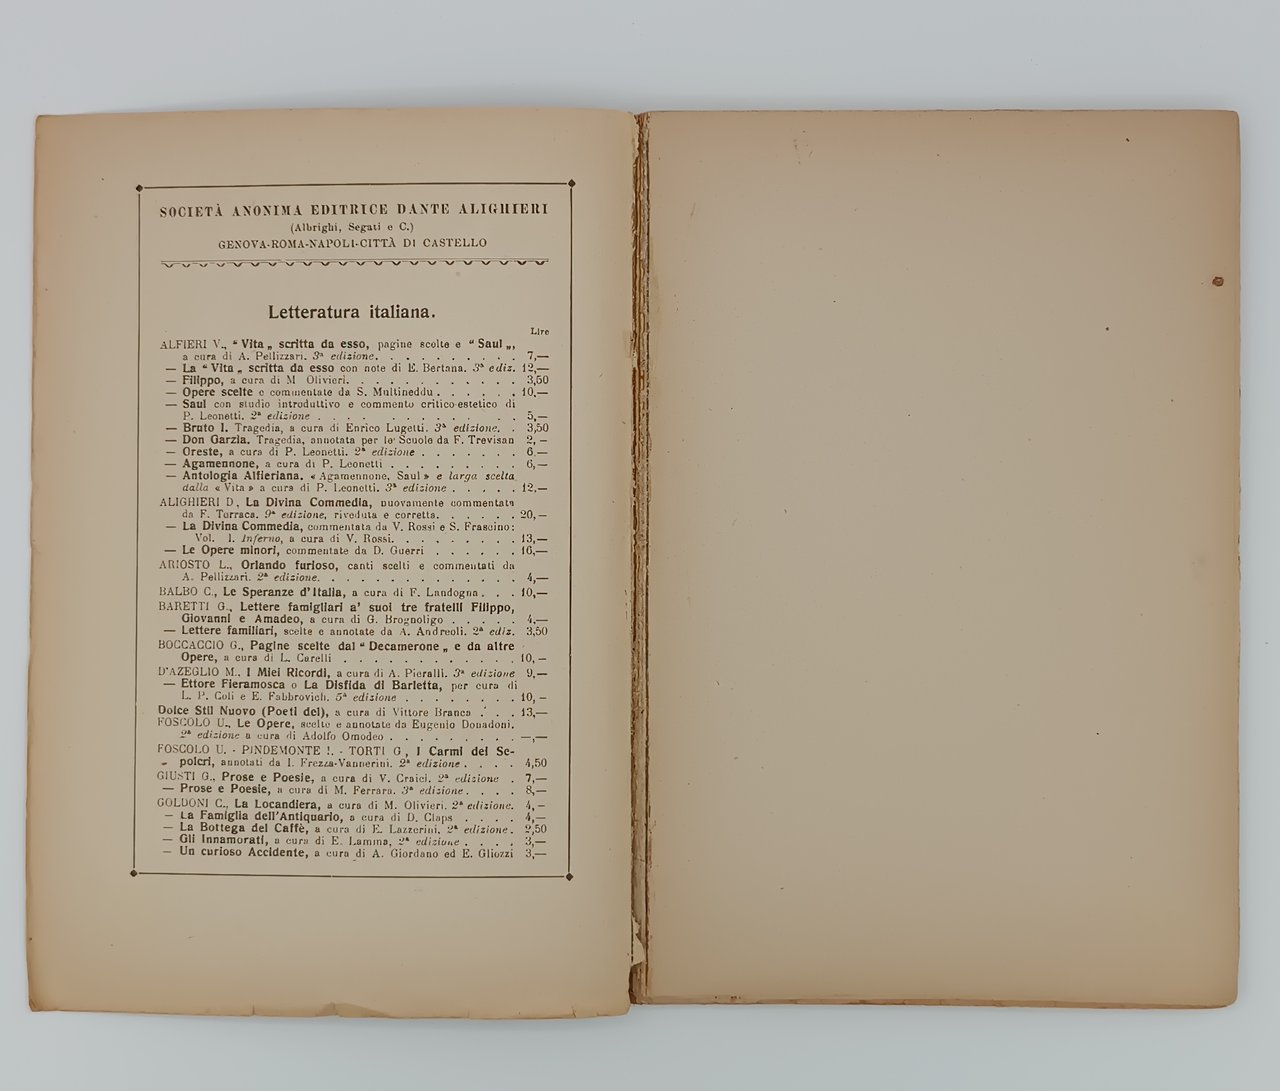 SOCIETÀ ANONIMA EDITRICE DANTE ALIGHIERI
(Albrighi, Segati e C.)
GENOVA-ROMA-NAPOLI-CITTÀ DI CASTELLO
Letteratura italiana.
Lire
ALFIERI V., “ Vita „ scritta da esso, pagine scelte e “ Saul „,
a cura di A. Pellizzari. 3ª edizione. . . . . . . . . . 7,—
— La “ Vita „ scritta da esso con note di E. Bertana. 3ª ediz. 12,—
— Filippo, a cura di M Olivieri. . . . . . . . . . . . 3,50
— Opere scelte e commentate da S. Multineddu . . . . . . 10,—
— Saul con studio introduttivo e commento critico-estetico di
P. Leonetti. 2ª edizione . . . . . . . . . . . . . 5,—
— Bruto I. Tragedia, a cura di Enrico Lugetti. 3ª edizione. . 3,50
— Don Garzia. Tragedia, annotata per le Scuole da F. Trevisan 2, –
— Oreste, a cura di P. Leonetti. 2ª edizione . . . . . . . 6 —
— Agamennone, a cura di P. Leonetti . . . . . . . . . 6,—
— Antologia Alfieriana. « Agamennone, Saul » e larga scelta
dalla « Vita » a cura di P. Leonetti. 3ª edizione . . . . . 12,—
ALIGHIERI D, La Divina Commedia, nuovamente commentata
da F. Torraca. 9ª edizione, riveduta e corretta. . . . . . 20,—
— La Divina Commedia, commentata da V. Rossi e S. Frascino:
Vol. I. Inferno, a cura di V. Rossi. . . . . . . . . 13,—
— Le Opere minori, commentate da D. Guerri . . . . . . 16,—
ARIOSTO L., Orlando furioso, canti scelti e commentati da
A. Pellizzari. 2ª edizione. . . . . . . . . . . . . . 4,—
BALBO C., Le Speranze d'Italia, a cura di F. Landogna . . . 10,—
BARETTI G., Lettere famigliari a' suoi tre fratelli Filippo,
Giovanni e Amadeo, a cura di G. Brognoligo . . . . . 4,—
— Lettere familiari, scelte e annotate da A. Andreoli. 2ª ediz. 3,50
BOCCACCIO G., Pagine scelte dal “ Decamerone „ e da altre
Opere, a cura di L. Carelli . . . . . . . . . . . . 10, –
D'AZEGLIO M., I Miei Ricordi, a cura di A. Pieralli. 3ª edizione 9,—
— Ettore Fieramosca o La Disfida di Barletta, per cura di
L. P. Coli e E. Fabbrovich. 5ª edizione . . . . . . . . 10, –
Dolce Stil Nuovo (Poeti del), a cura di Vittore Branca . . . 13,—
FOSCOLO U., Le Opere, scelte e annotate da Eugenio Donadoni.
2ª edizione a cura di Adolfo Omodeo . . . . . . . . —,—
FOSCOLO U. - PINDEMONTE I. - TORTI G, I Carmi dei Se-
polcri, annotati da I. Frezza-Vannerini. 2ª edizione . . . . 4,50
GIUSTI G., Prose e Poesie, a cura di V. Craici. 2ª edizione . 7,—
— Prose e Poesie, a cura di M. Ferrara. 3ª edizione . . . . 8,—
GOLDONI C., La Locandiera, a cura di M. Olivieri. 2ª edizione. 4, –
— La Famiglia dell'Antiquario, a cura di D. Claps . . . . 4,—
— La Bottega del Caffè, a cura di E. Lazzerini. 2ª edizione . 2,50
— Gli Innamorati, a cura di E. Lamma, 2ª edizione . . . . 3,—
— Un curioso Accidente, a cura di A. Giordano ed E. Gliozzi 3,—